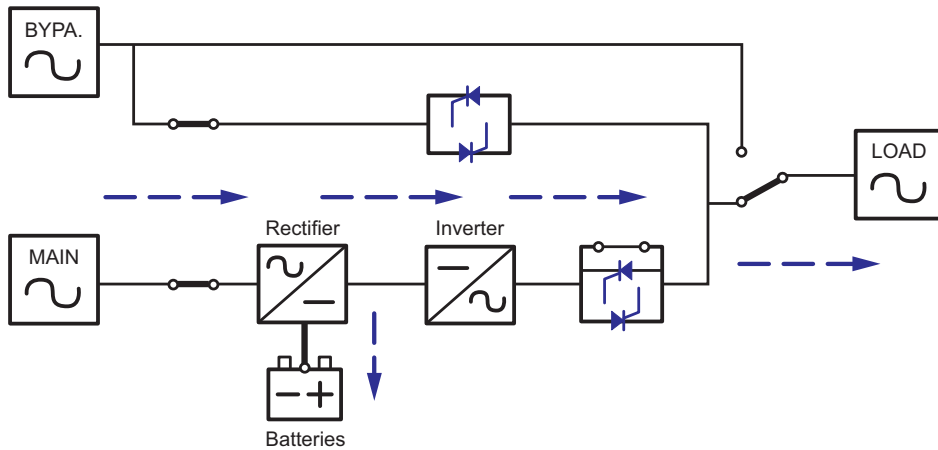 BYPA.
LOAD
Rectifier
Inverter
MAIN
Batteries